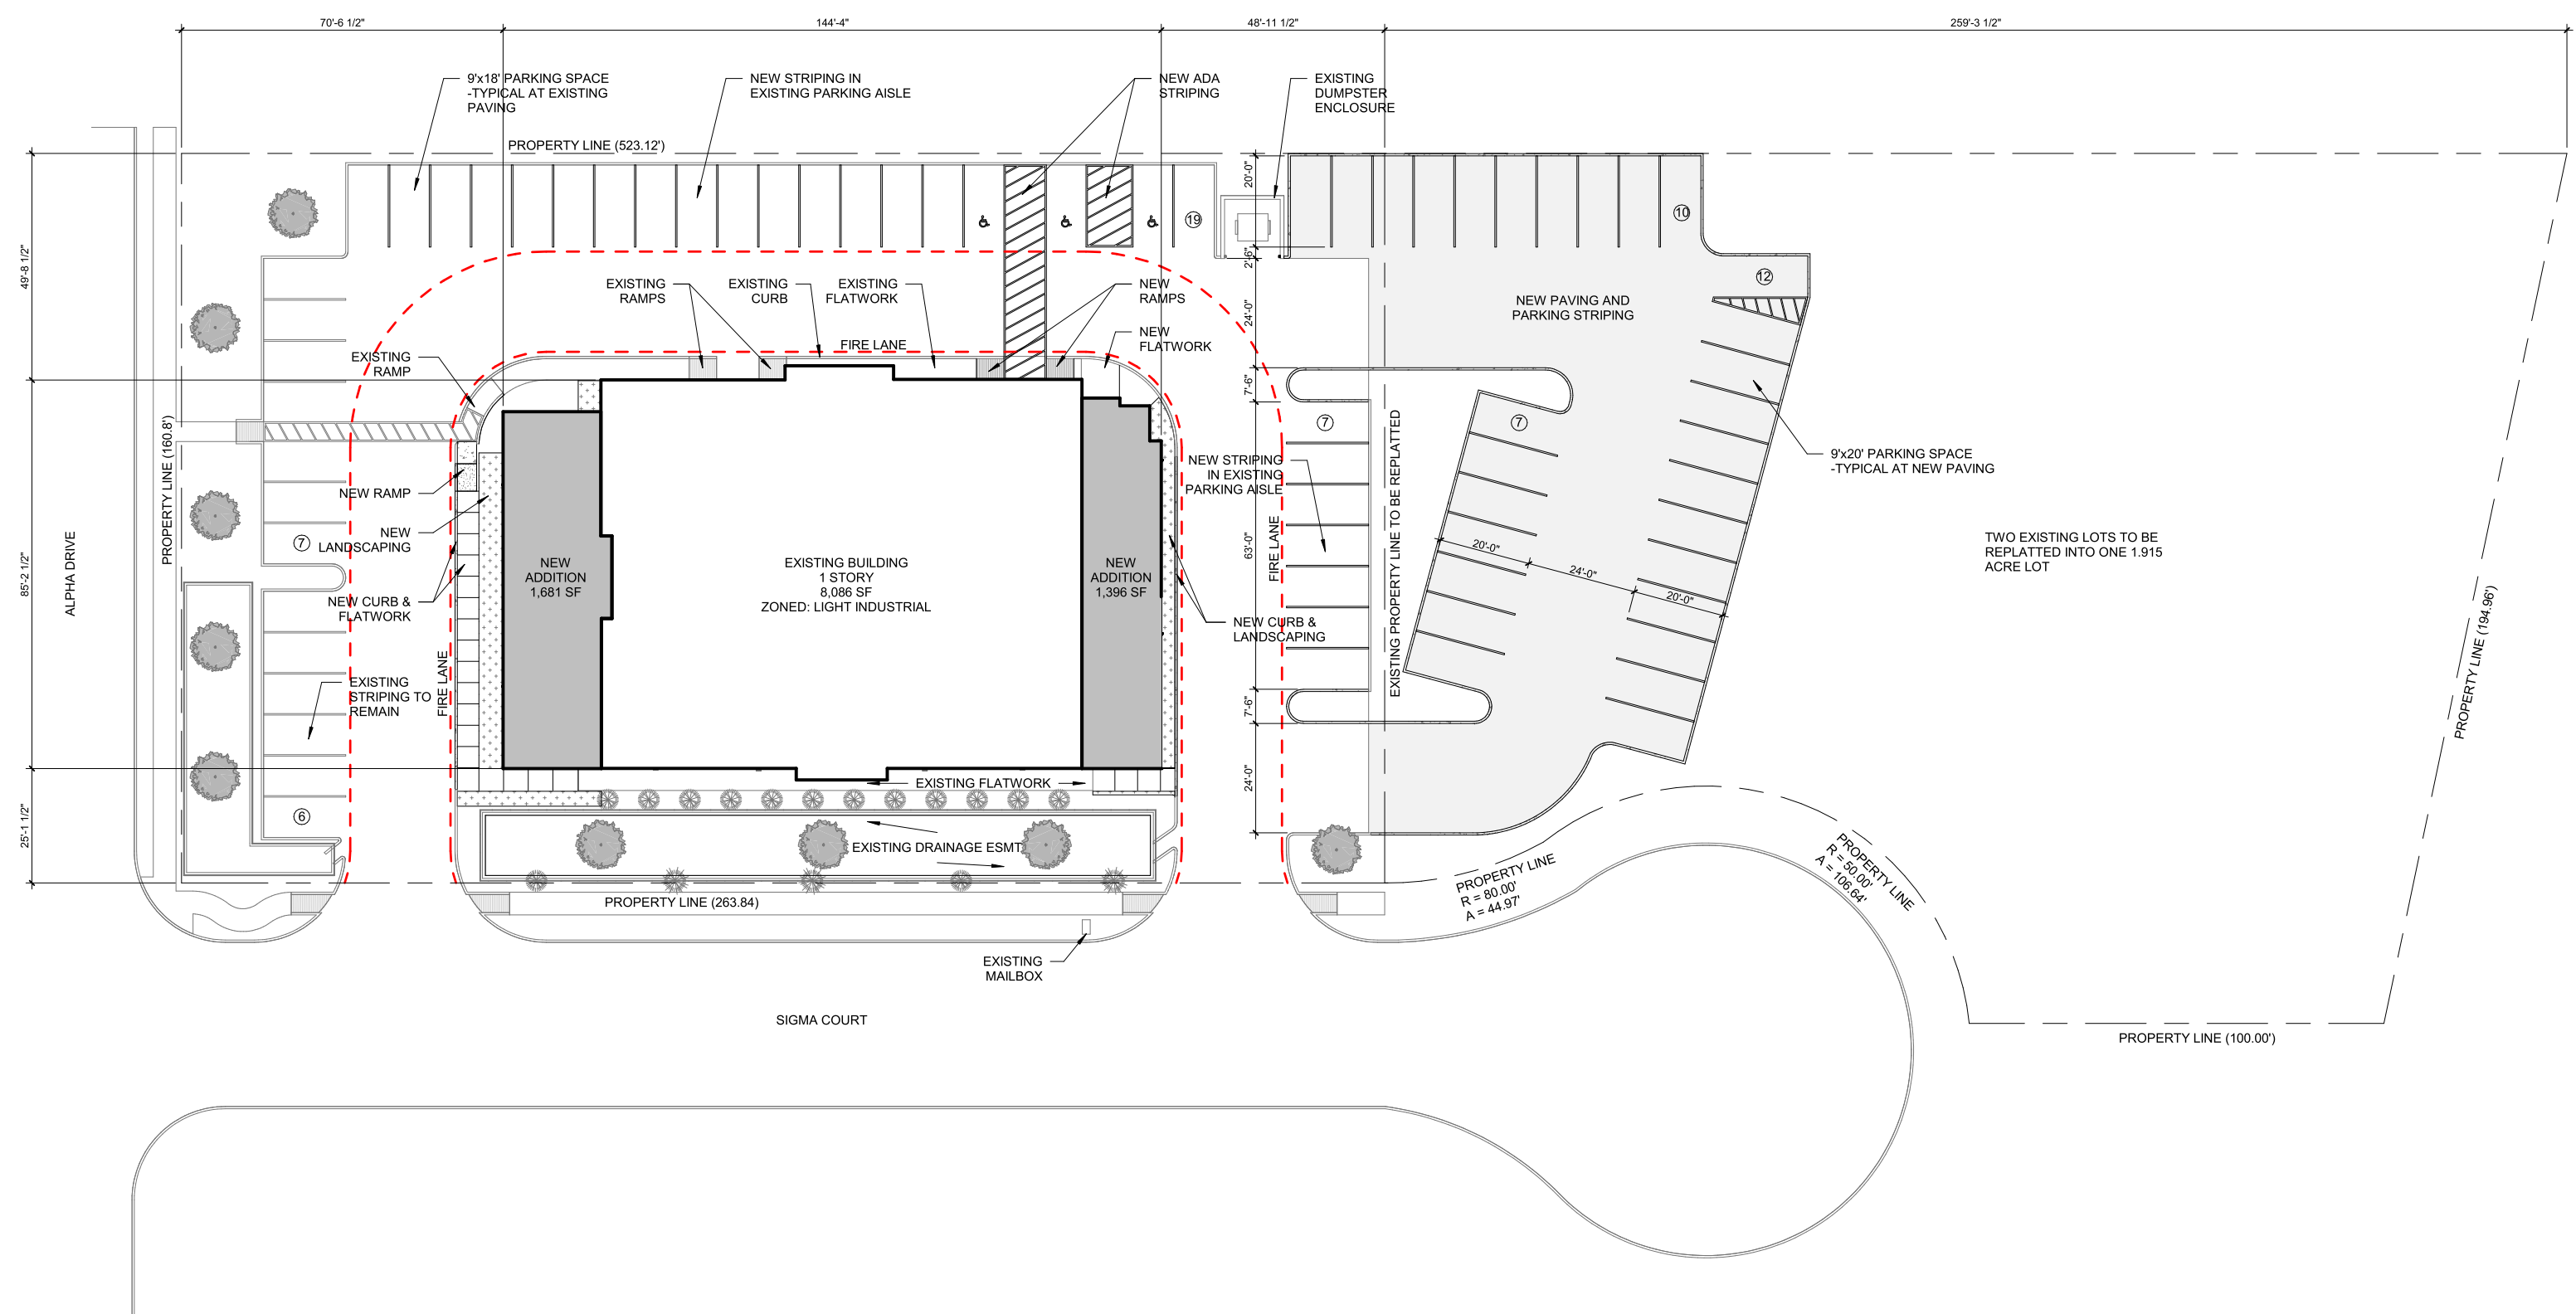 70'-6 1/2"
144'-4"
48'-11 1/2"
259'-3 1/2"
9'x18' PARKING SPACE
-TYPICAL AT EXISTING
PAVING
NEW STRIPING IN
EXISTING PARKING AISLE
NEW ADA
STRIPING
EXISTING
DUMPSTER
ENCLOSURE
PROPERTY LINE (523.12')
49'-8 1/2"
85'-2 1/2"
25'-1 1/2"
20'-0"
2'-6"
24'-0"
7'-6"
63'-0"
7'-6"
24'-0"
19
10
12
EXISTING
RAMPS
EXISTING
CURB
EXISTING
FLATWORK
NEW
RAMPS
NEW
FLATWORK
FIRE LANE
EXISTING
RAMP
NEW PAVING AND
PARKING STRIPING
PROPERTY LINE (160.8')
ALPHA DRIVE
NEW RAMP
NEW
LANDSCAPING
7
NEW CURB &
FLATWORK
FIRE LANE
EXISTING
STRIPING TO
REMAIN
6
NEW
ADDITION
1,681 SF
EXISTING BUILDING
1 STORY
8,086 SF
ZONED: LIGHT INDUSTRIAL
NEW
ADDITION
1,396 SF
7
7
NEW STRIPING
IN EXISTING
PARKING AISLE
FIRE LANE
EXISTING PROPERTY LINE TO BE REPLATTED
NEW CURB &
LANDSCAPING
9'x20' PARKING SPACE
-TYPICAL AT NEW PAVING
20'-0"
24'-0"
20'-0"
TWO EXISTING LOTS TO BE
REPLATTED INTO ONE 1.915
ACRE LOT
PROPERTY LINE (194.96')
EXISTING FLATWORK
EXISTING DRAINAGE ESMT
PROPERTY LINE (263.84)
PROPERTY LINE
R = 80.00'
A = 44.97'
PROPERTY LINE
R = 50.00'
A = 106.64'
EXISTING
MAILBOX
SIGMA COURT
PROPERTY LINE (100.00')